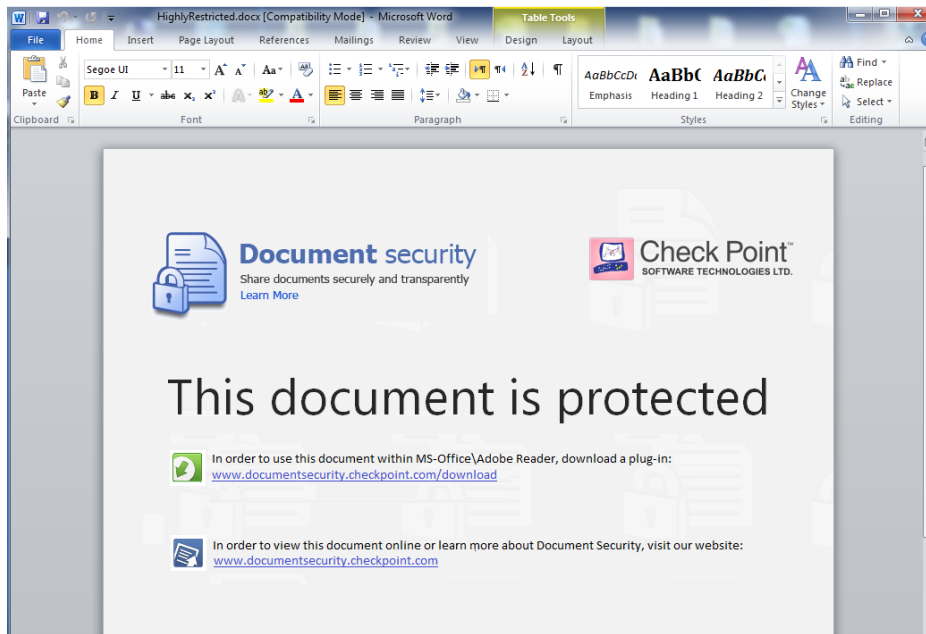 HighlyRestricted.docx [Compatibility Mode] - Microsoft Word
Table Tools
File Home Insert Page Layout References Mailings Review View Design Layout
Segoe UI 11
Paste
Find
Replace
Select
Change Styles
AaBbCcDc AaBbC AaBbCc
Emphasis Heading 1 Heading 2
Clipboard Font Paragraph Styles Editing
Document security
Share documents securely and transparently
Learn More
Check Point™
SOFTWARE TECHNOLOGIES LTD.
This document is protected
In order to use this document within MS-Office\Adobe Reader, download a plug-in:
www.documentsecurity.checkpoint.com/download
In order to view this document online or learn more about Document Security, visit our website:
www.documentsecurity.checkpoint.com